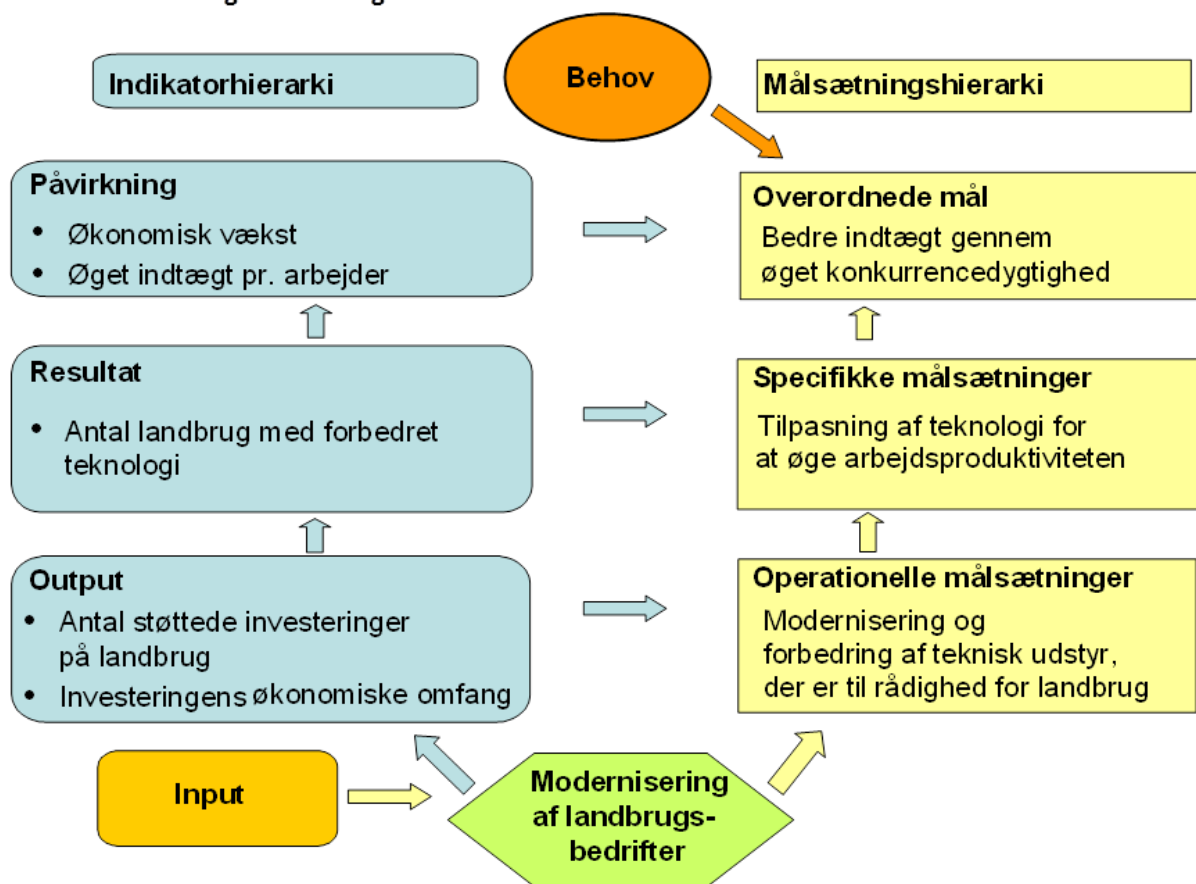 Indikatorhierarki
Behov
Målsætningshierarki
Påvirkning
• Økonomisk vækst
• Øget indtægt pr. arbejder
Overordnede mål
Bedre indtægt gennem
øget konkurrencedygtighed
Resultat
• Antal landbrug med forbedret
teknologi
Specifikke målsætninger
Tilpasning af teknologi for
at øge arbejdsproduktiviteten
Output
• Antal støttede investeringer
på landbrug
• Investeringens økonomiske omfang
Operationelle målsætninger
Modernisering og
forbedring af teknisk udstyr,
der er til rådighed for landbrug
Input
Modernisering
af landbrugs-
bedrifter